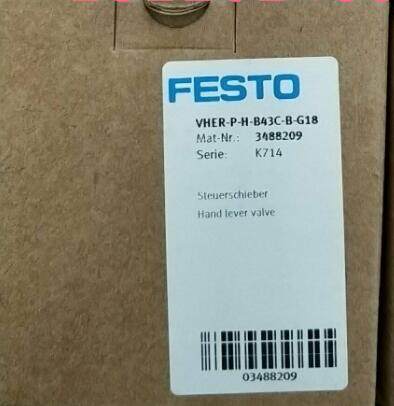 FESTO
VHER-P-H-B43C-B-G18
Mat-Nr.: 3488209
Serie: K714
Steuerschieber
Hand lever valve
03488209